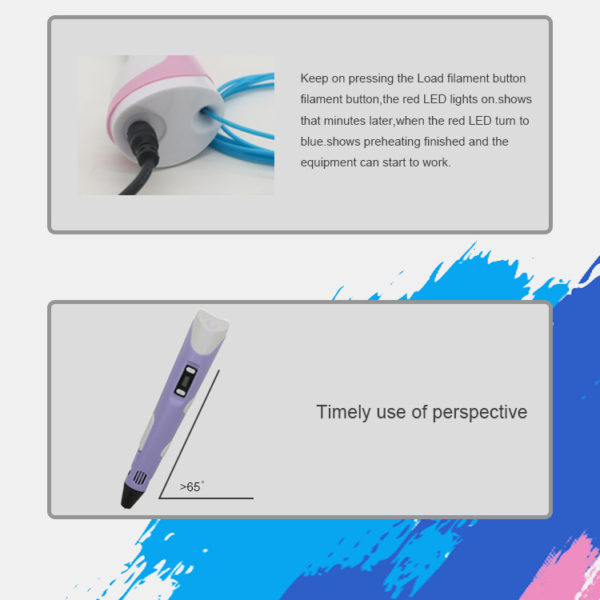 Keep on pressing the Load filament button
filament button,the red LED lights on.shows
that minutes later,when the red LED turn to
blue.shows preheating finished and the
equipment can start to work.
Timely use of perspective
>65°